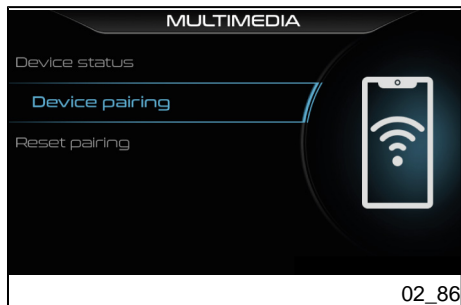 MULTIMEDIA
Device status
Device pairing
Reset pairing
02_86